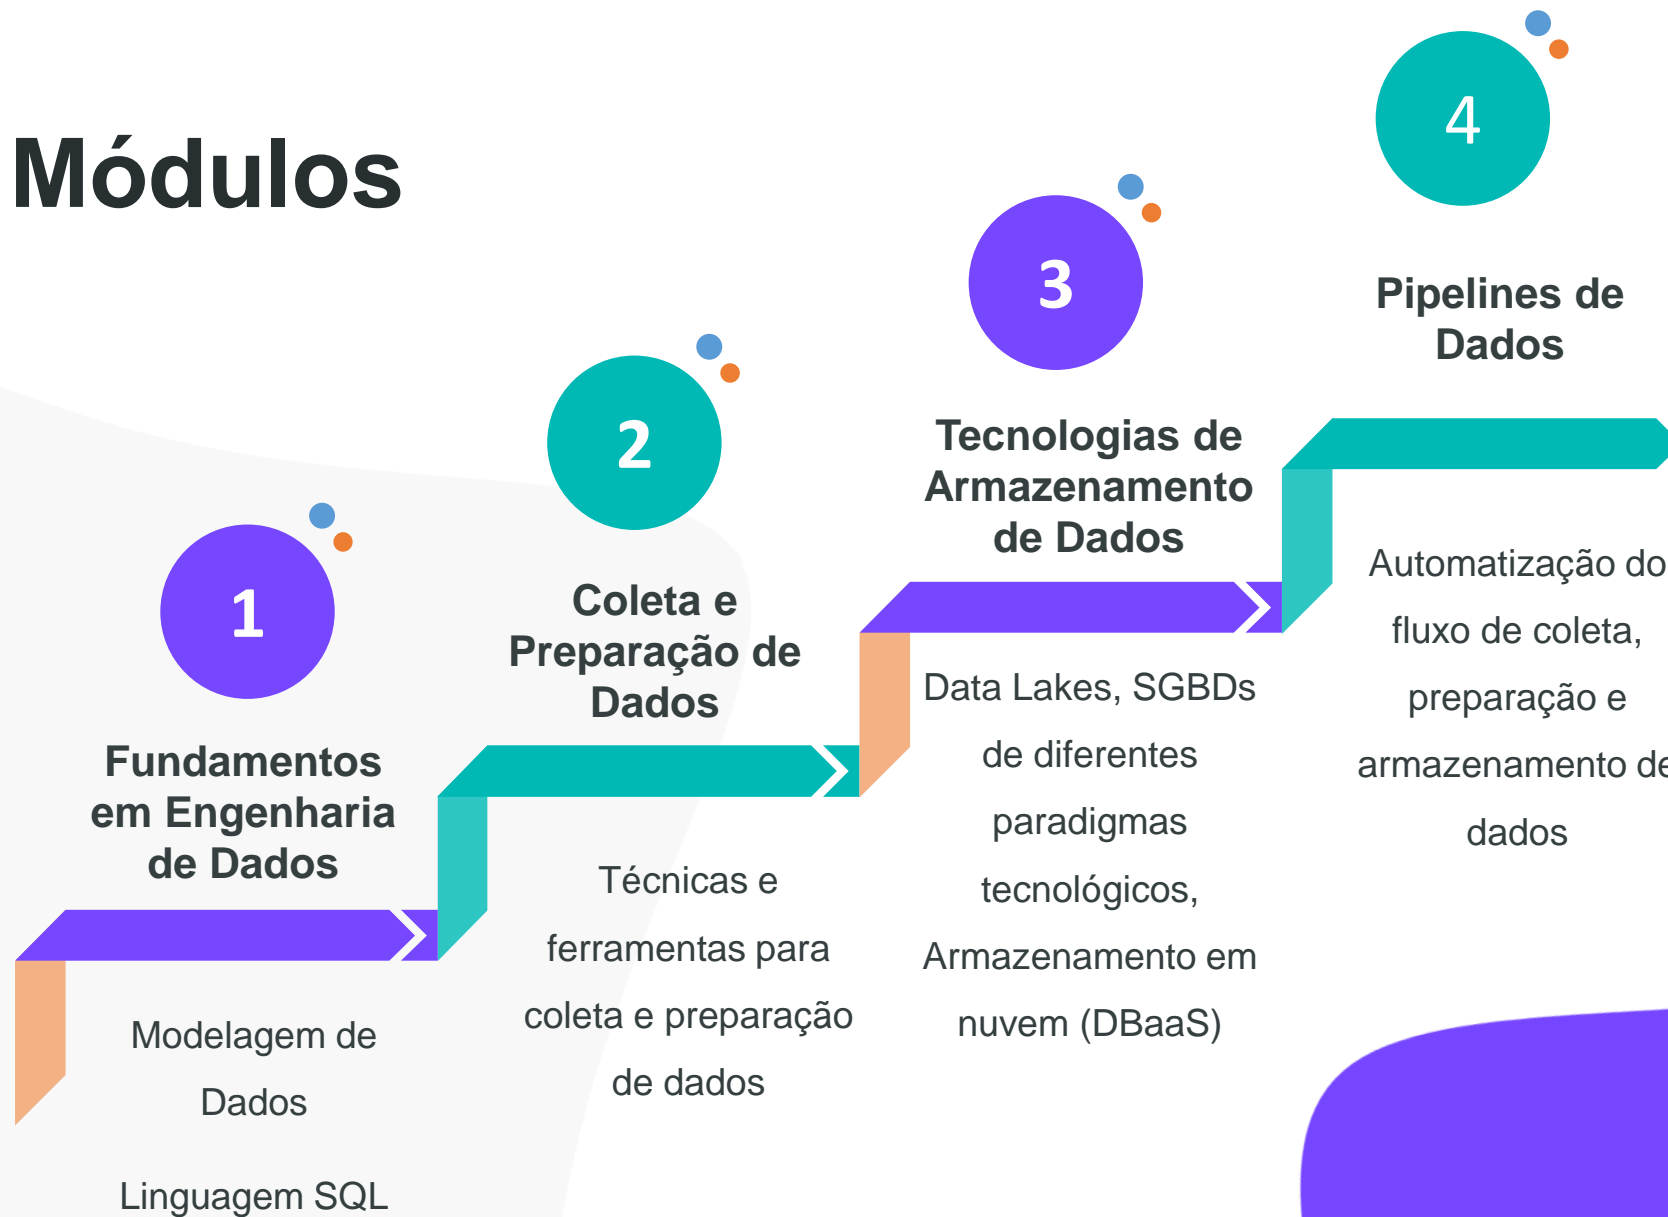 Módulos
1
Fundamentos
em Engenharia
de Dados
Modelagem de
Dados
Linguagem SQL
2
Coleta e
Preparação de
Dados
Técnicas e
ferramentas para
coleta e preparação
de dados
3
Tecnologias de
Armazenamento
de Dados
Data Lakes, SGBDs
de diferentes
paradigmas
tecnológicos,
Armazenamento em
nuvem (DBaaS)
4
Pipelines de
Dados
Automatização do
fluxo de coleta,
preparação e
armazenamento de
dados